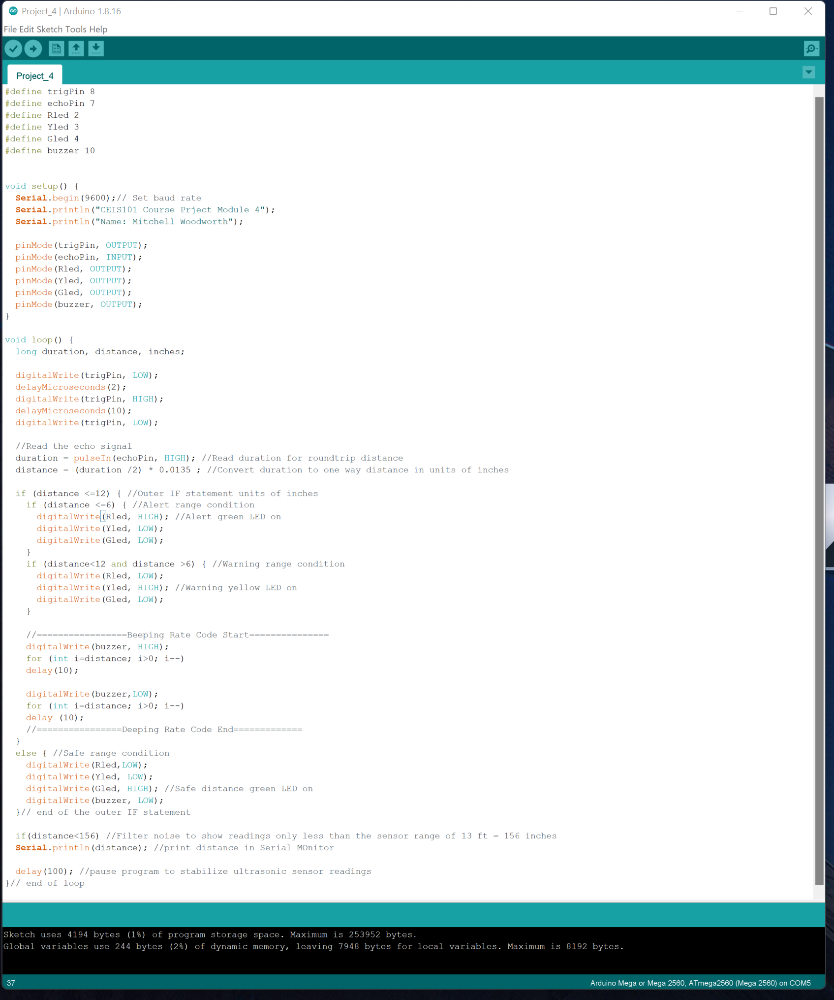 Project_4 | Arduino 1.8.16
File Edit Sketch Tools Help
Project_4
#define trigPin 8
#define echoPin 7
#define Rled 2
#define Yled 3
#define Gled 4
#define buzzer 10
void setup() {
  Serial.begin(9600);// Set baud rate
  Serial.println("CEIS101 Course Prject Module 4");
  Serial.println("Name: Mitchell Woodworth");
  pinMode(trigPin, OUTPUT);
  pinMode(echoPin, INPUT);
  pinMode(Rled, OUTPUT);
  pinMode(Yled, OUTPUT);
  pinMode(Gled, OUTPUT);
  pinMode(buzzer, OUTPUT);
}
void loop() {
  long duration, distance, inches;
  digitalWrite(trigPin, LOW);
  delayMicroseconds(2);
  digitalWrite(trigPin, HIGH);
  delayMicroseconds(10);
  digitalWrite(trigPin, LOW);
  //Read the echo signal
  duration = pulseIn(echoPin, HIGH); //Read duration for roundtrip distance
  distance = (duration /2) * 0.0135 ; //Convert duration to one way distance in units of inches
  if (distance <=12) { //Outer IF statement units of inches
    if (distance <=6) { //Alert range condition
      digitalWrite(Rled, HIGH); //Alert green LED on
      digitalWrite(Yled, LOW);
      digitalWrite(Gled, LOW);
    }
    if (distance<12 and distance >6) { //Warning range condition
      digitalWrite(Rled, LOW);
      digitalWrite(Yled, HIGH); //Warning yellow LED on
      digitalWrite(Gled, LOW);
    }
    //=================Beeping Rate Code Start===============
    digitalWrite(buzzer, HIGH);
    for (int i=distance; i>0; i--)
    delay(10);
    digitalWrite(buzzer,LOW);
    for (int i=distance; i>0; i--)
    delay (10);
    //================Deeping Rate Code End=============
  }
  else { //Safe range condition
    digitalWrite(Rled,LOW);
    digitalWrite(Yled, LOW);
    digitalWrite(Gled, HIGH); //Safe distance green LED on
    digitalWrite(buzzer, LOW);
  }// end of the outer IF statement
  if(distance<156) //Filter noise to show readings only less than the sensor range of 13 ft = 156 inches
  Serial.println(distance); //print distance in Serial MOnitor
  delay(100); //pause program to stabilize ultrasonic sensor readings
}// end of loop
Sketch uses 4194 bytes (1%) of program storage space. Maximum is 253952 bytes.
Global variables use 244 bytes (2%) of dynamic memory, leaving 7948 bytes for local variables. Maximum is 8192 bytes.
37
Arduino Mega or Mega 2560, ATmega2560 (Mega 2560) on COM5